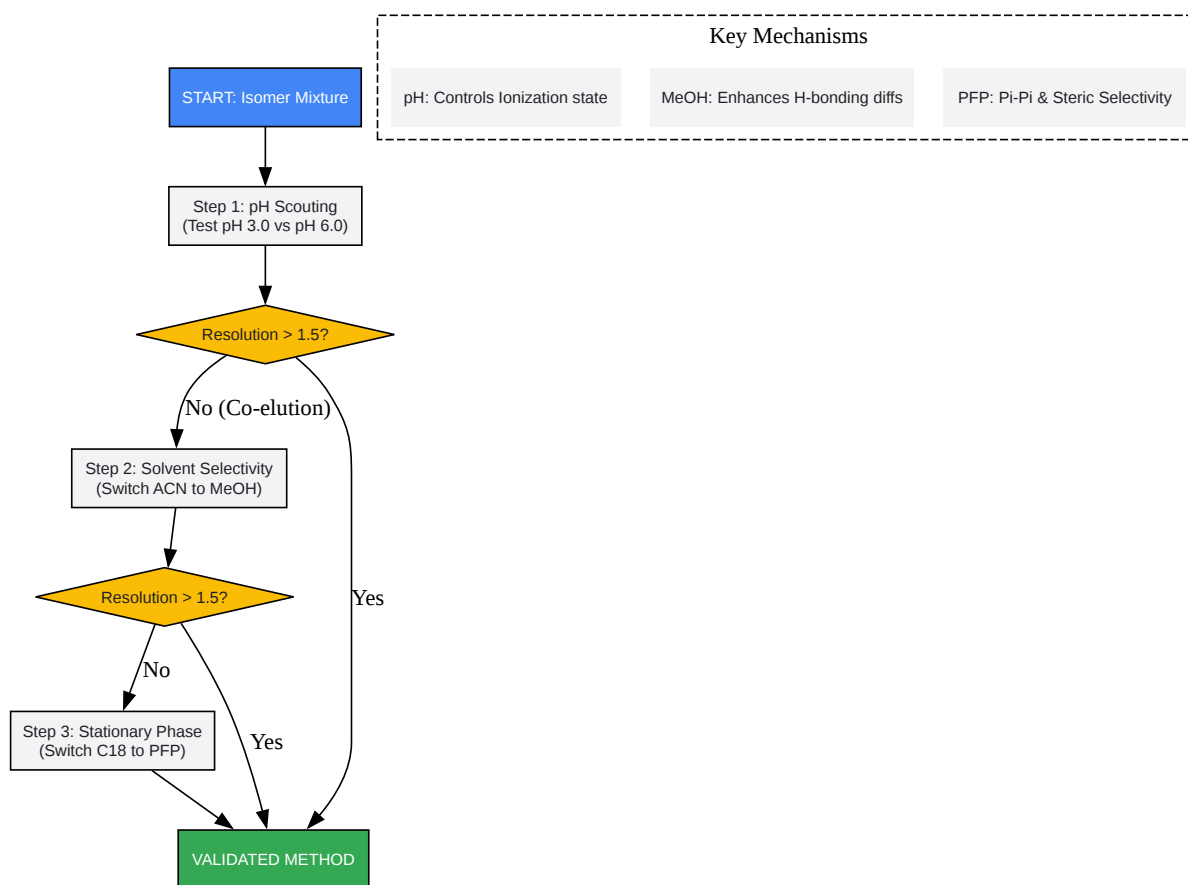 Key Mechanisms
START: Isomer Mixture
pH: Controls Ionization state
MeOH: Enhances H-bonding diffs
PFP: Pi-Pi & Steric Selectivity
Step 1: pH Scouting
(Test pH 3.0 vs pH 6.0)
Resolution > 1.5?
No (Co-elution)
Step 2: Solvent Selectivity
(Switch ACN to MeOH)
Resolution > 1.5?
Yes
No
Step 3: Stationary Phase
(Switch C18 to PFP)
Yes
VALIDATED METHOD